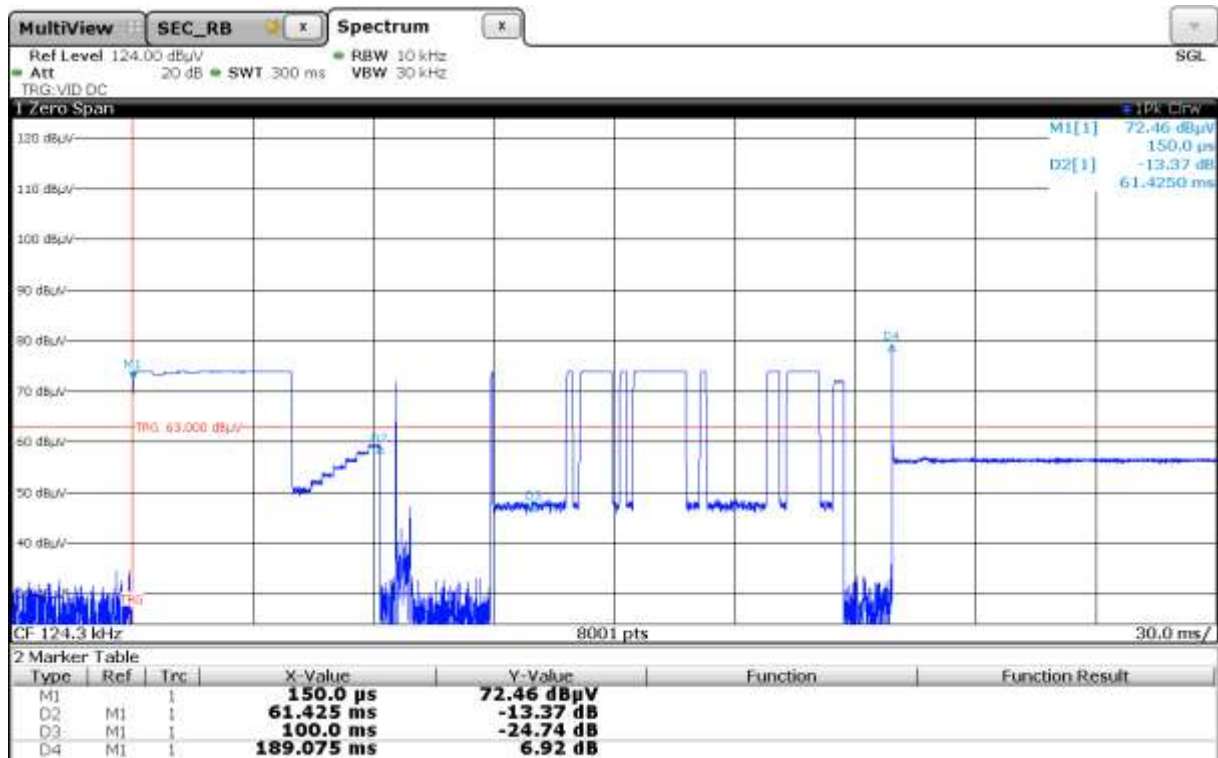 MultiView SEC_RB x Spectrum x
Ref Level 124.00 dBµV RBW 10 kHz SGL
Att 20 dB SWT 300 ms VBW 30 kHz
TRG:VID DC
1 Zero Span 1Pk Clrw
M1[1] 72.46 dBµV
150.0 µs
D2[1] -13.37 dB
61.4250 ms
120 dBµV
110 dBµV
100 dBµV
90 dBµV
80 dBµV
D4
M1
70 dBµV
TRG 63.000 dBµV
60 dBµV
D2
50 dBµV
D3
40 dBµV
TRG
CF 124.3 kHz 8001 pts 30.0 ms/
2 Marker Table
Type Ref Trc X-Value Y-Value Function Function Result
M1 1 150.0 µs 72.46 dBµV
D2 M1 1 61.425 ms -13.37 dB
D3 M1 1 100.0 ms -24.74 dB
D4 M1 1 189.075 ms 6.92 dB